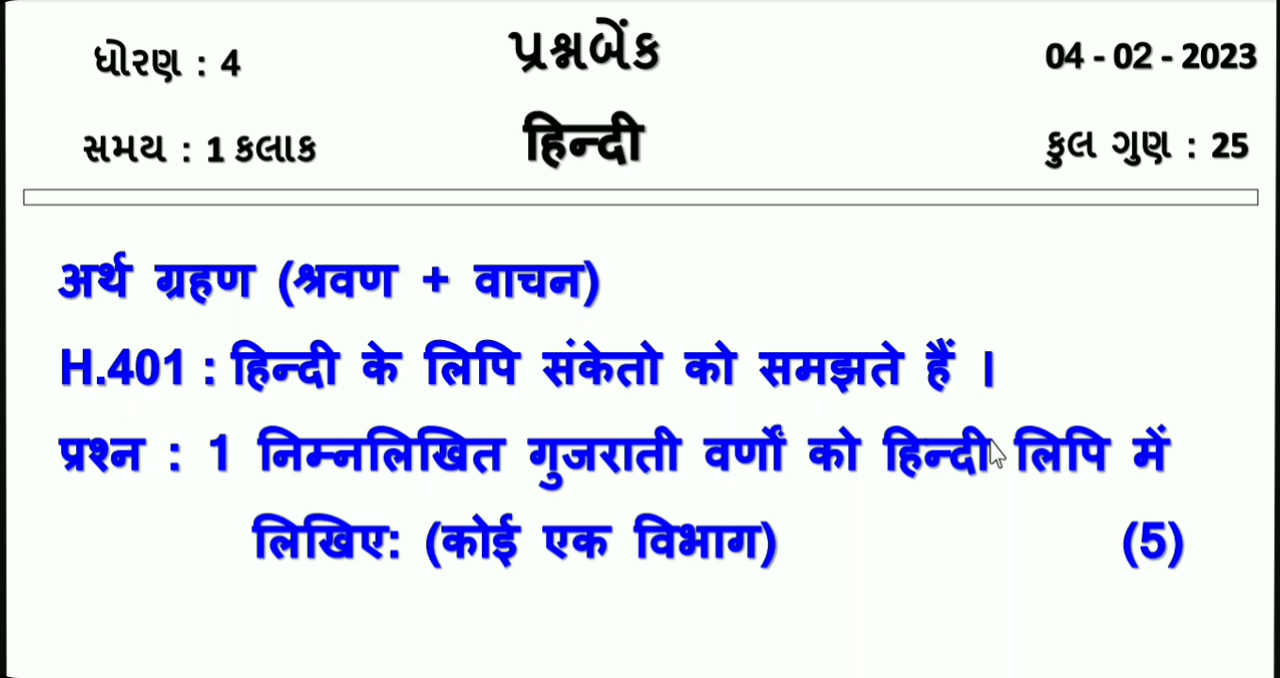 ધોરણ : 4 પ્રશ્નબેંક 04 - 02 - 2023
સમય : 1 કલાક हिन्दी કુલ ગુણ : 25
अर्थ ग्रहण (श्रवण + वाचन)
H.401 : हिन्दी के लिपि संकेतो को समझते हैं ।
प्रश्न : 1 निम्नलिखित गुजराती वर्णों को हिन्दी लिपि में
लिखिए: (कोई एक विभाग) (5)